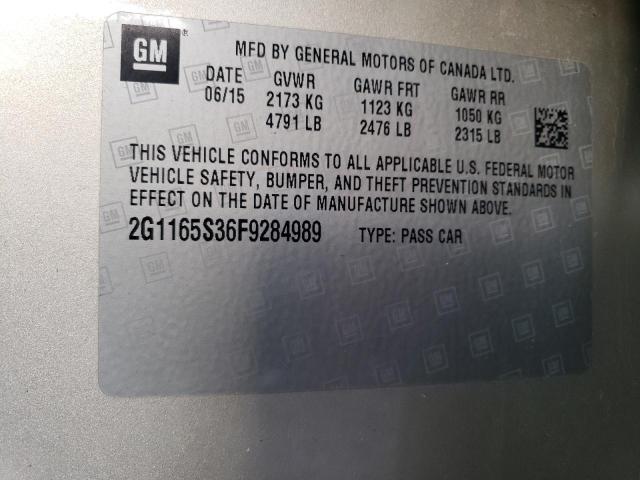 GM ®
MFD BY GENERAL MOTORS OF CANADA LTD.
DATE GVWR GAWR FRT GAWR RR
06/15 2173 KG 1123 KG 1050 KG
4791 LB 2476 LB 2315 LB
THIS VEHICLE CONFORMS TO ALL APPLICABLE U.S. FEDERAL MOTOR
VEHICLE SAFETY, BUMPER, AND THEFT PREVENTION STANDARDS IN
EFFECT ON THE DATE OF MANUFACTURE SHOWN ABOVE.
2G1165S36F9284989 TYPE: PASS CAR